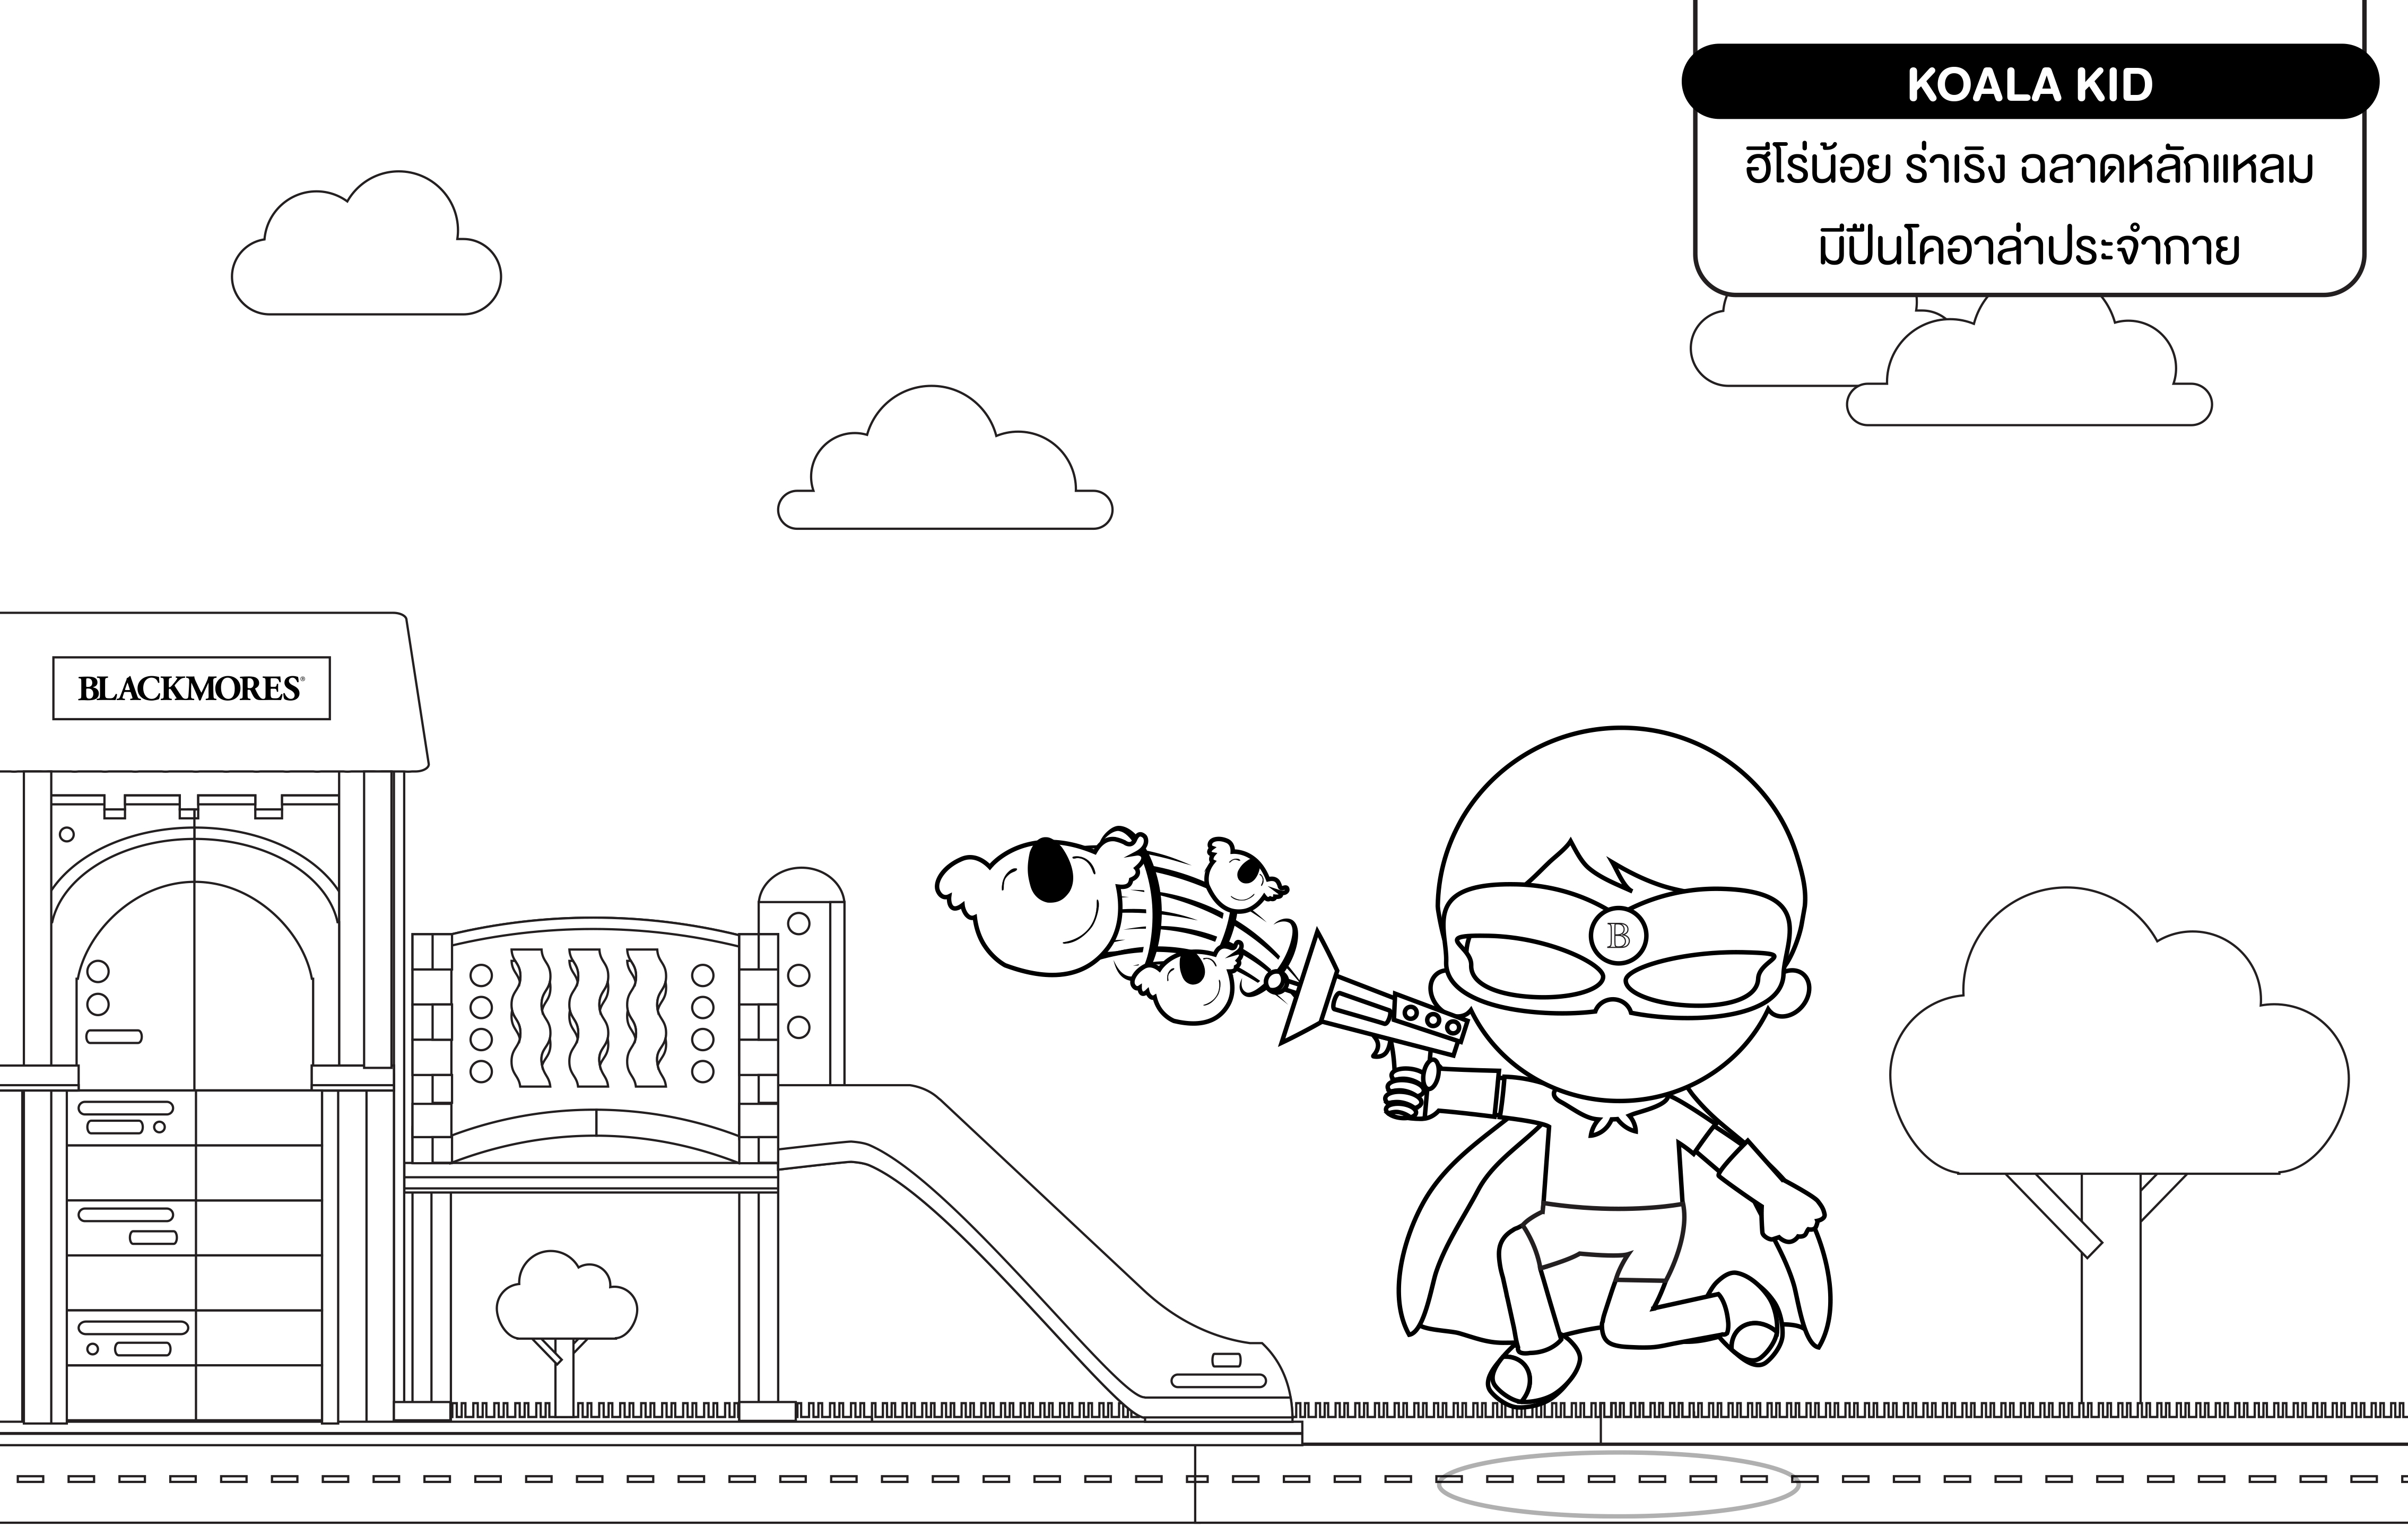 KOALA KID
ฮีโร่น้อย ร่าเริง ฉลาดหลักแหลม
มีปืนโคอาล่าประจำกาย
BLACKMORES®
B